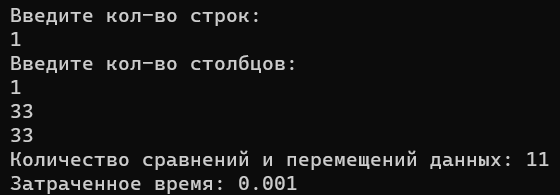 Введите кол-во строк:
1
Введите кол-во столбцов:
1
33
33
Количество сравнений и перемещений данных: 11
Затраченное время: 0.001